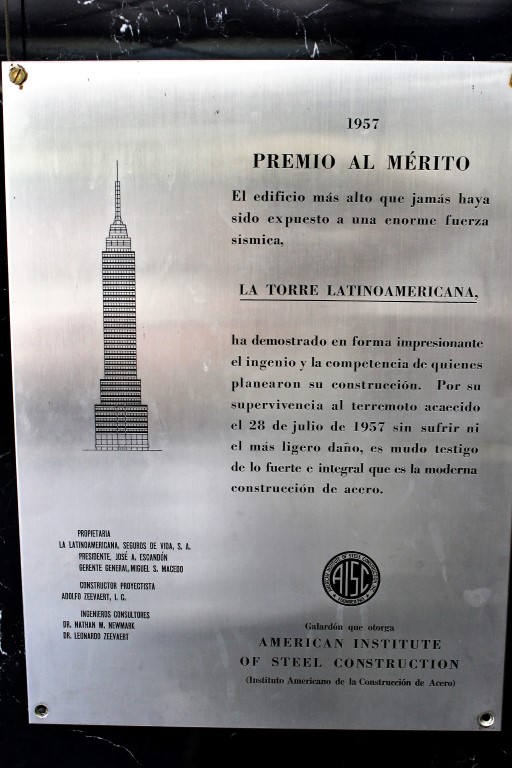 1957
PREMIO AL MÉRITO
El edificio más alto que jamás haya
sido expuesto a una enorme fuerza
sísmica,
LA TORRE LATINOAMERICANA,
ha demostrado en forma impresionante
el ingenio y la competencia de quienes
planearon su construcción. Por su
supervivencia al terremoto acaecido
el 28 de julio de 1957 sin sufrir ni
el más ligero daño, es mudo testigo
de lo fuerte e integral que es la moderna
construcción de acero.
PROPIETARIA
LA LATINOAMERICANA, SEGUROS DE VIDA, S. A.
PRESIDENTE, JOSÉ A. ESCANDÓN
GERENTE GENERAL, MIGUEL S. MACEDO
CONSTRUCTOR PROYECTISTA
ADOLFO ZEEVAERT, I. C.
INGENIEROS CONSULTORES
DR. NATHAN M. NEWMARK
DR. LEONARDO ZEEVAERT
AISC
Galardón que otorga
AMERICAN INSTITUTE
OF STEEL CONSTRUCTION
(Instituto Americano de la Construcción de Acero)